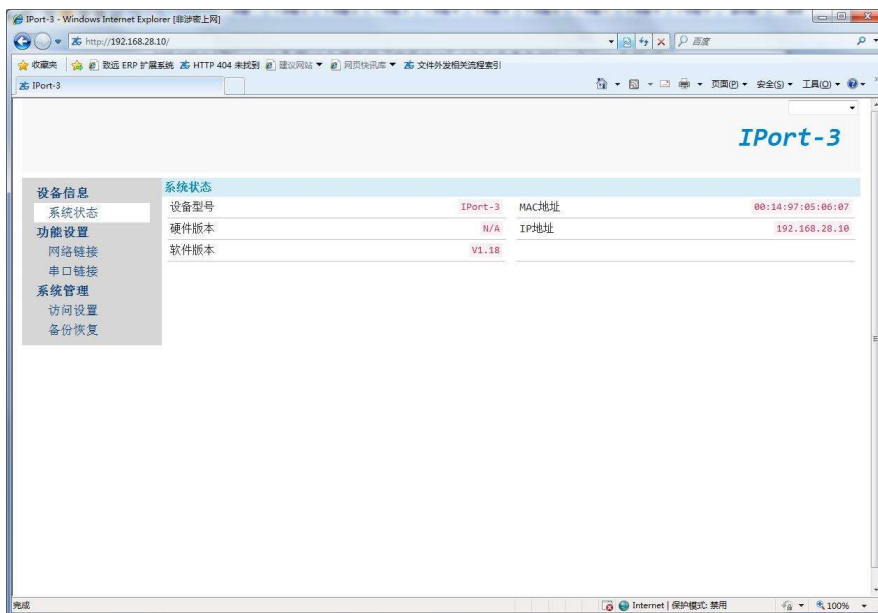 IPort-3 - Windows Internet Explorer [非涉密上网]
http://192.168.28.10/
百度
收藏夹 致远 ERP 扩展系统 HTTP 404 未找到 建议网站 网页快讯库 文件外发相关流程索引
IPort-3
页面(P) 安全(S) 工具(O)
IPort-3
设备信息
系统状态
功能设置
网络链接
串口链接
系统管理
访问设置
备份恢复
系统状态
设备型号 IPort-3 MAC地址 00:14:97:05:06:07
硬件版本 N/A IP地址 192.168.28.10
软件版本 V1.18
完成 Internet | 保护模式: 禁用 100%